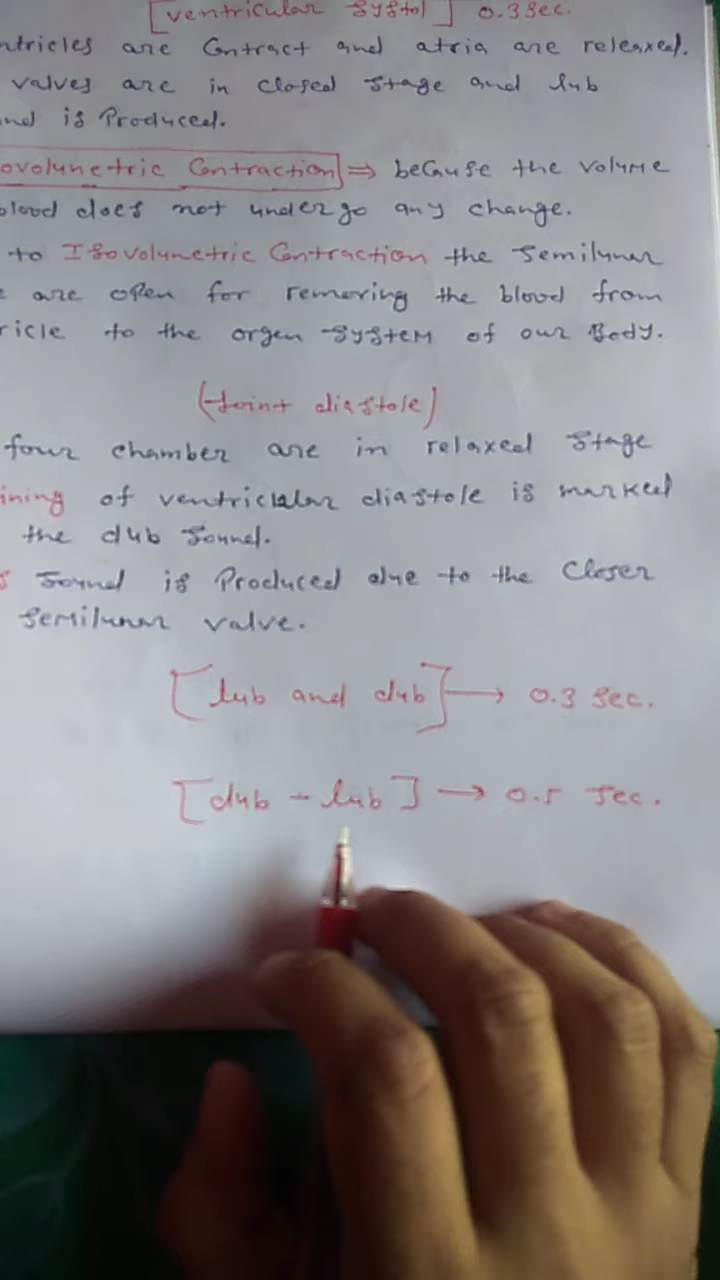 [ventricular Systol] 0.3 Sec.
ntricles are Contract and atria are relexed.
valves are in closed Stage and lub
nd is Produced.
ovolumetric Contraction ⇒ because the volume
blood does not undergo any change.
to Isovolumetric Contraction the Semilunar
are open for removing the blood from
ricle to the orgen System of our Body.
(Joint diastole)
four chamber are in relaxed Stage
ining of ventricular diastole is marked
the dub Sound.
s Sound is Produced due to the Closer
Semilunar valve.
[lub and dub] → 0.3 Sec.
[dub - lub] → 0.5 Sec.